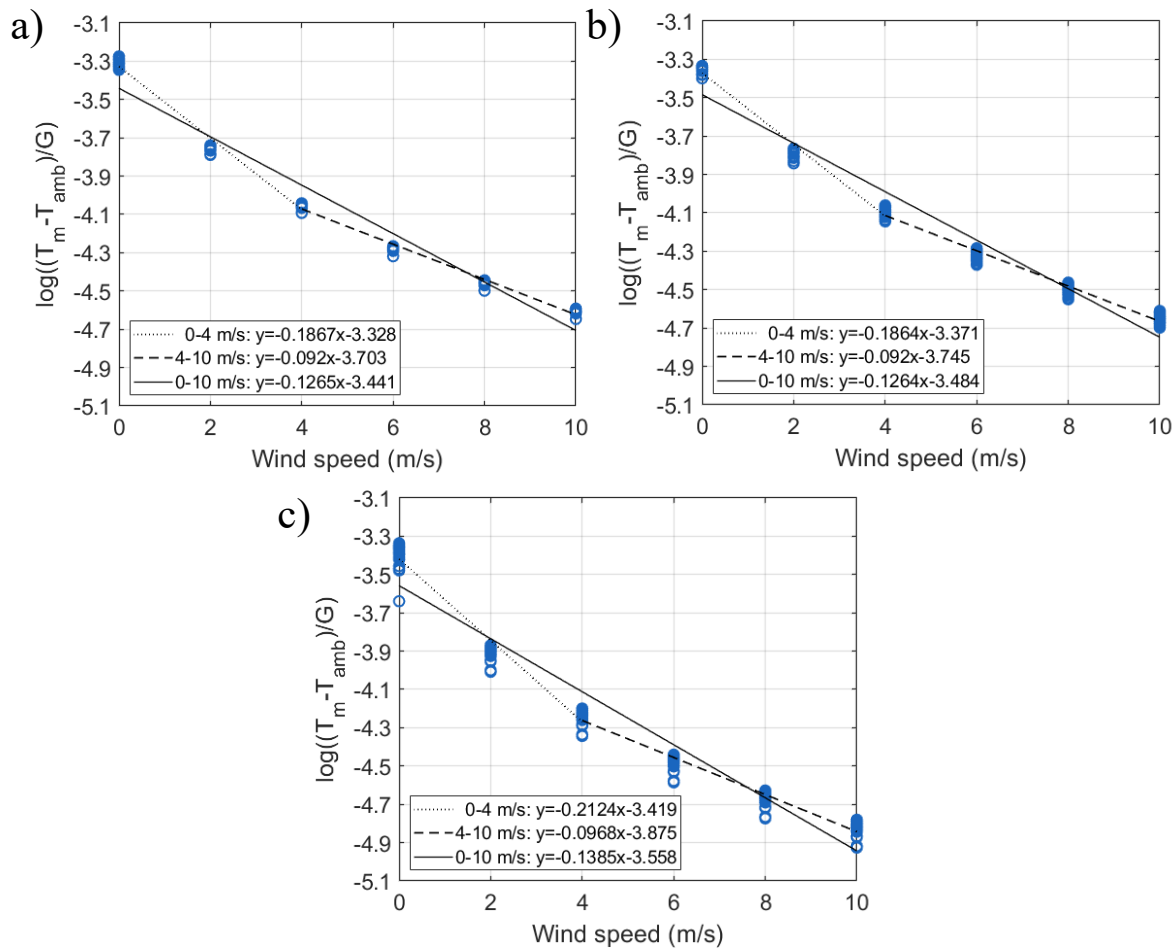 a)
log((T_m-T_amb)/G)
-3.1
-3.3
-3.5
-3.7
-3.9
-4.1
-4.3
-4.5
-4.7
-4.9
-5.1
0-4 m/s: y=-0.1867x-3.328
4-10 m/s: y=-0.092x-3.703
0-10 m/s: y=-0.1265x-3.441
0 2 4 6 8 10
Wind speed (m/s)
b)
log((T_m-T_amb)/G)
-3.1
-3.3
-3.5
-3.7
-3.9
-4.1
-4.3
-4.5
-4.7
-4.9
-5.1
0-4 m/s: y=-0.1864x-3.371
4-10 m/s: y=-0.092x-3.745
0-10 m/s: y=-0.1264x-3.484
0 2 4 6 8 10
Wind speed (m/s)
c)
log((T_m-T_amb)/G)
-3.1
-3.3
-3.5
-3.7
-3.9
-4.1
-4.3
-4.5
-4.7
-4.9
-5.1
0-4 m/s: y=-0.2124x-3.419
4-10 m/s: y=-0.0968x-3.875
0-10 m/s: y=-0.1385x-3.558
0 2 4 6 8 10
Wind speed (m/s)